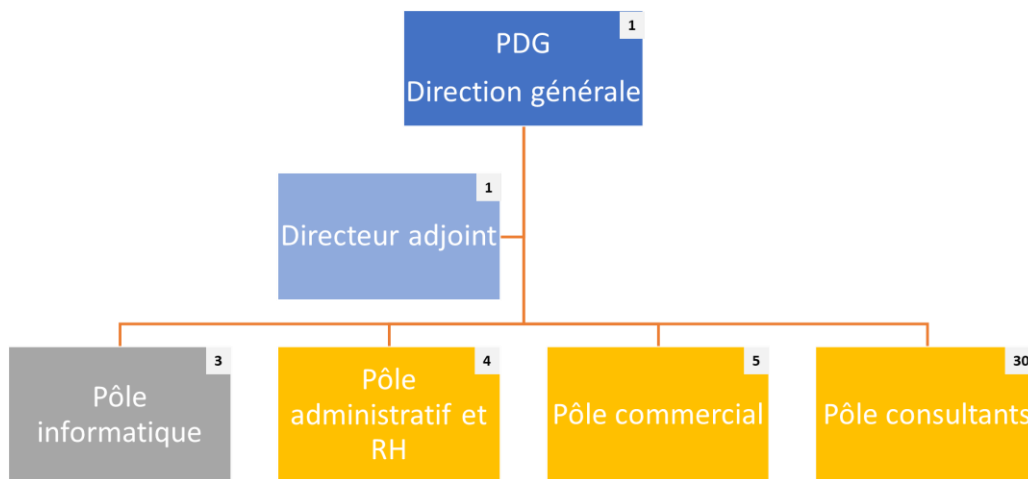 1
PDG
Direction générale
1
Directeur adjoint
3
Pôle
informatique
4
Pôle
administratif et
RH
5
Pôle commercial
30
Pôle consultants